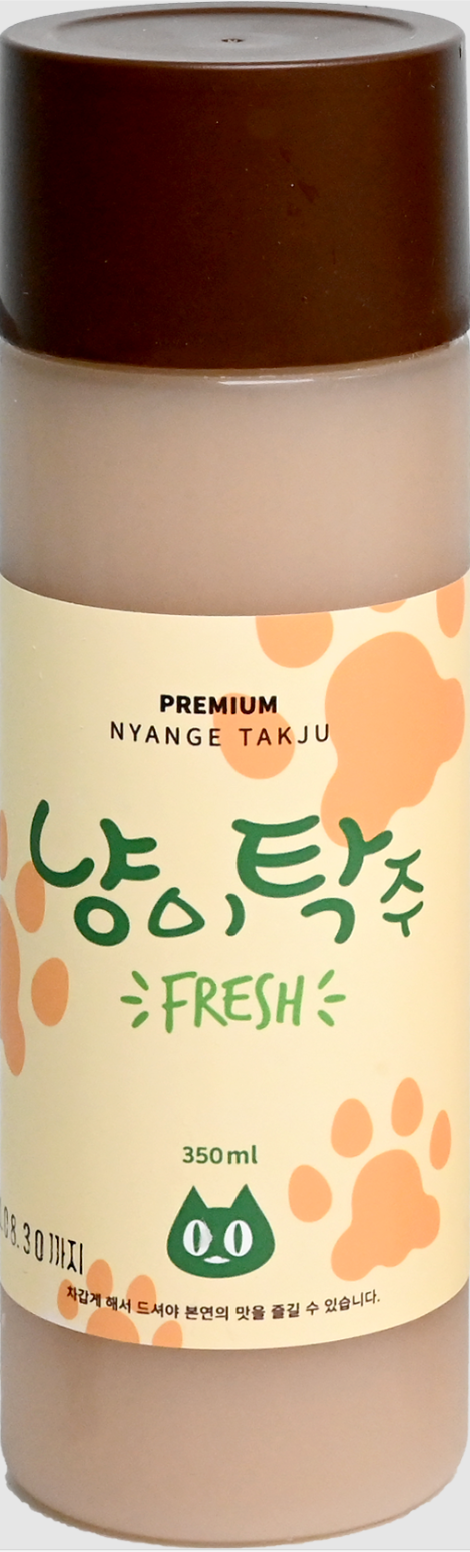 PREMIUM
NYANGE TAKJU
냥이탁주
FRESH
350ml
08.30까지
차갑게 해서 드셔야 본연의 맛을 즐길 수 있습니다.